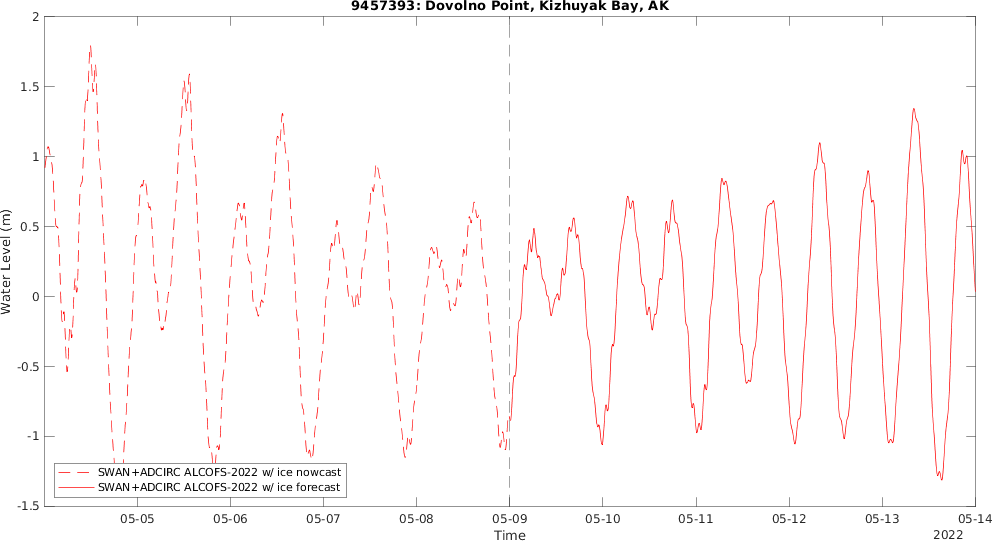 9457393: Dovolno Point, Kizhuyak Bay, AK
2
1.5
1
0.5
0
-0.5
-1
-1.5
Water Level (m)
SWAN+ADCIRC ALCOFS-2022 w/ ice nowcast
SWAN+ADCIRC ALCOFS-2022 w/ ice forecast
05-05 05-06 05-07 05-08 05-09 05-10 05-11 05-12 05-13 05-14
Time
2022